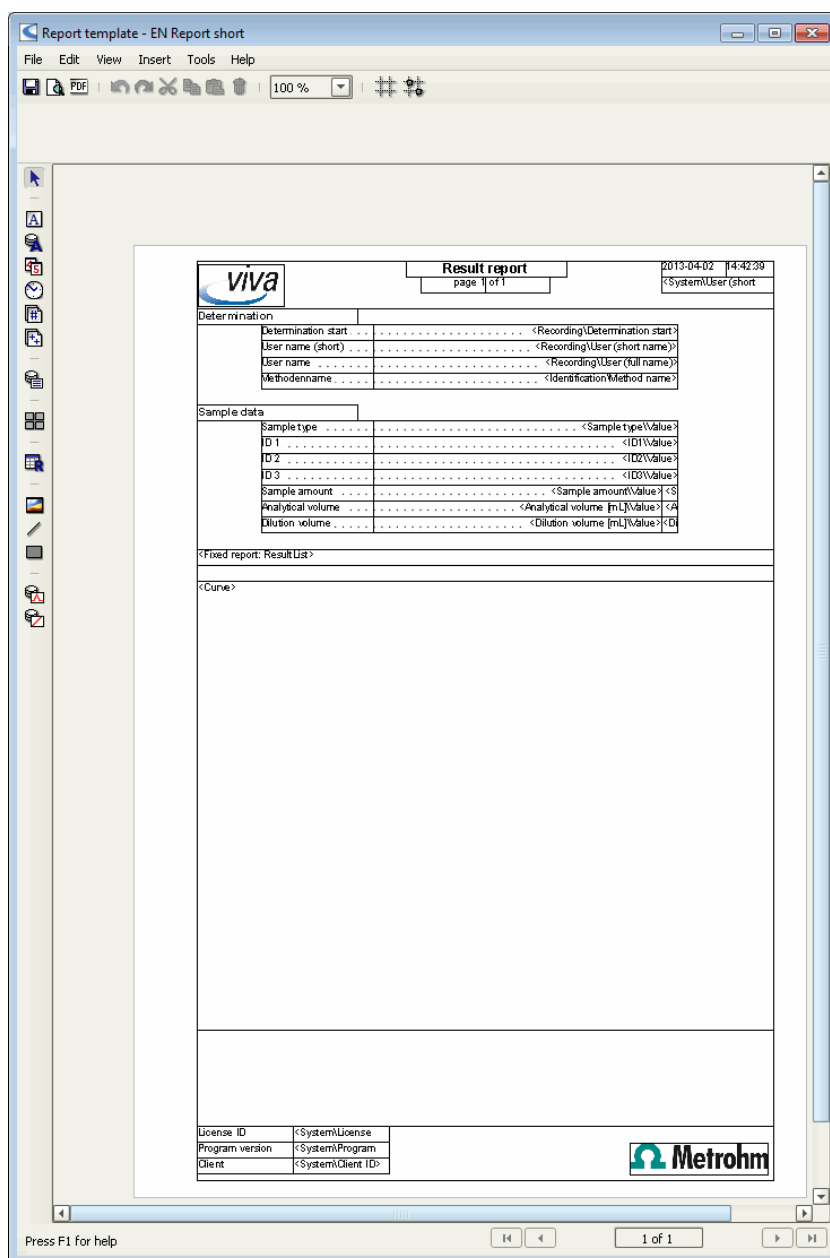 Report template - EN Report short
File Edit View Insert Tools Help
PDF 100 %
viva
Result report
page 1 of 1
2013-04-02 14:42:39
<System\User (short
Determination
Determination start . . . . . . . . . . . . . . . . . . . . . . <Recording\Determination start>
User name (short) . . . . . . . . . . . . . . . . . . . . . . . <Recording\User (short name)>
User name . . . . . . . . . . . . . . . . . . . . . . . . . . . <Recording\User (full name)>
Methodenname . . . . . . . . . . . . . . . . . . . . . . . . . <Identification\Method name>
Sample data
Sample type . . . . . . . . . . . . . . . . . . . . . . . . . . <Sample type\Value>
ID 1 . . . . . . . . . . . . . . . . . . . . . . . . . . . . . . <ID1\Value>
ID 2 . . . . . . . . . . . . . . . . . . . . . . . . . . . . . . <ID2\Value>
ID 3 . . . . . . . . . . . . . . . . . . . . . . . . . . . . . . <ID3\Value>
Sample amount . . . . . . . . . . . . . . . . . . . . . . . <Sample amount\Value> <S
Analytical volume . . . . . . . . . . . . . . . . . . . . <Analytical volume [mL]\Value> <A
Dilution volume . . . . . . . . . . . . . . . . . . . . . <Dilution volume [mL]\Value> <Di
<Fixed report: ResultList>
<Curve>
License ID <System\License
Program version <System\Program
Client <System\Client ID>
Metrohm
Press F1 for help 1 of 1